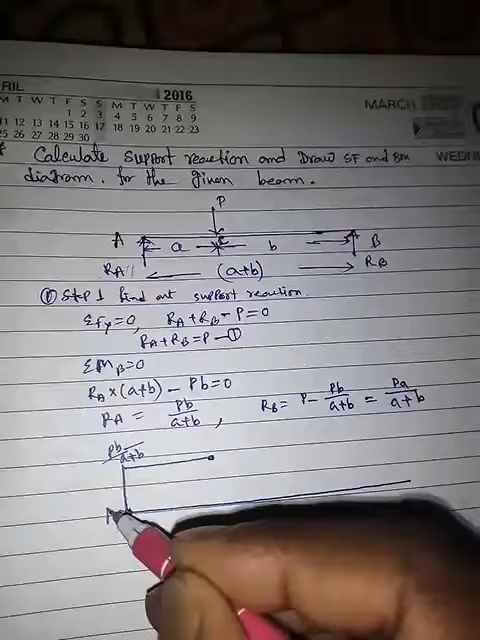 RIL
2016
M T W T F S S M T W T F S
1 2 3 4 5 6 7 8 9
11 12 13 14 15 16 17 18 19 20 21 22 23
25 26 27 28 29 30
MARCH
WEDN
Calculate support reaction and Draw SF and BM
diagram. for the given beam.
P
A a c b B
RA (a+b) RB
① Step 1 find out support reaction.
ΣFy=0, RA+RB-P=0
RA+RB=P-①
ΣMB=0
RA×(a+b) - Pb=0
RA = Pb/a+b , RB= P- Pb/a+b = Pa/a+b
Pb/a+b